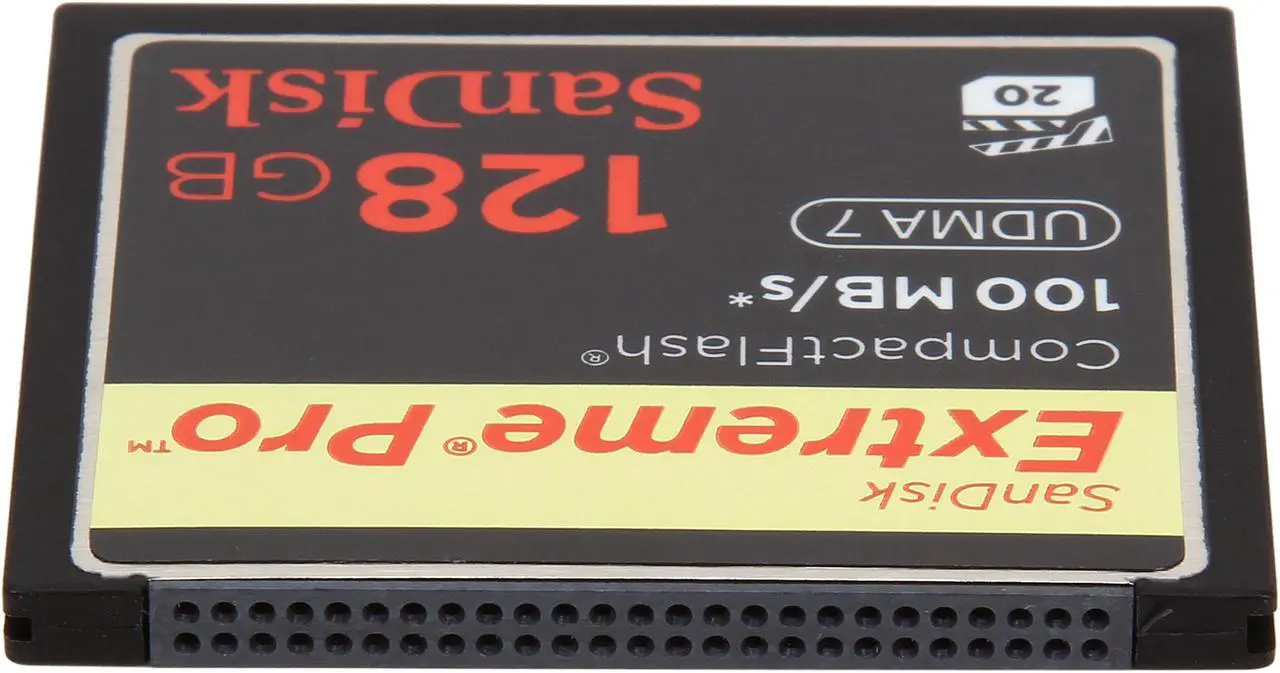 SanDisk
Extreme® Pro™
CompactFlash®
100 MB/s*
UDMA 7
128 GB
20
SanDisk